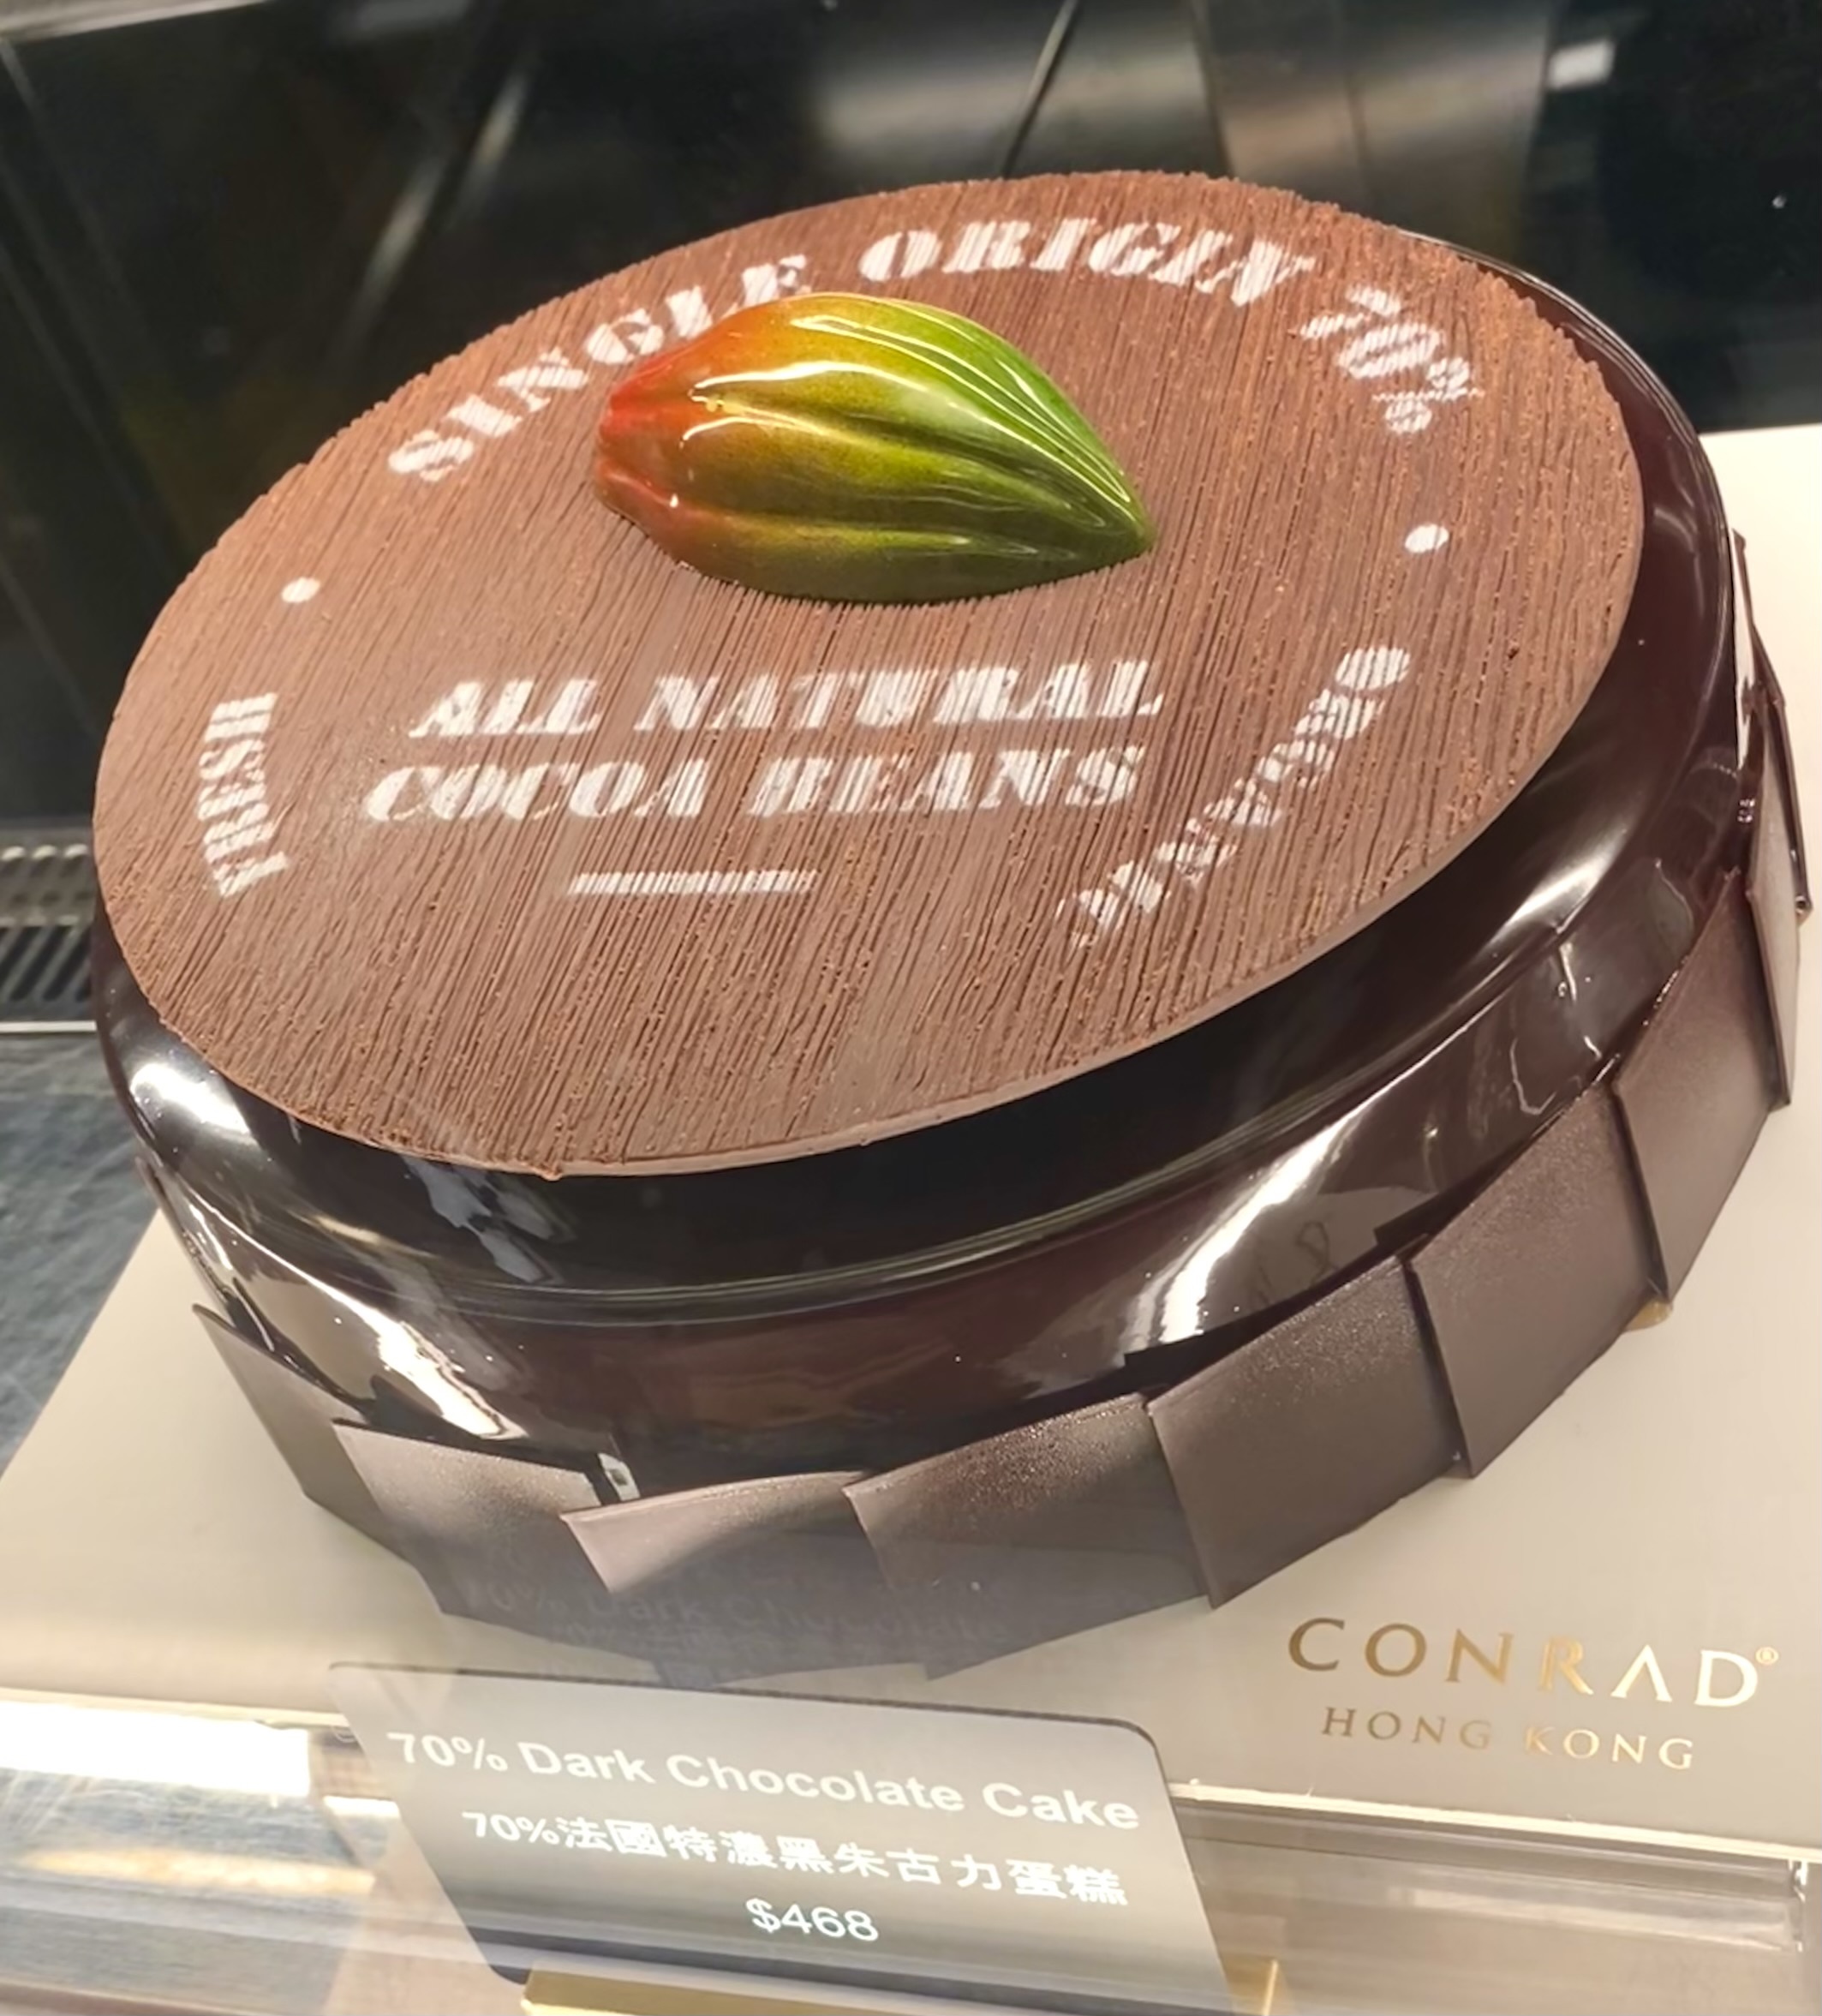 SINGLE ORIGIN 70%
FRESH
ALL NATURAL
COCOA BEANS
ORGANIC
CONRAD®
HONG KONG
70% Dark Chocolate Cake
70%法國特濃黑朱古力蛋糕
$468